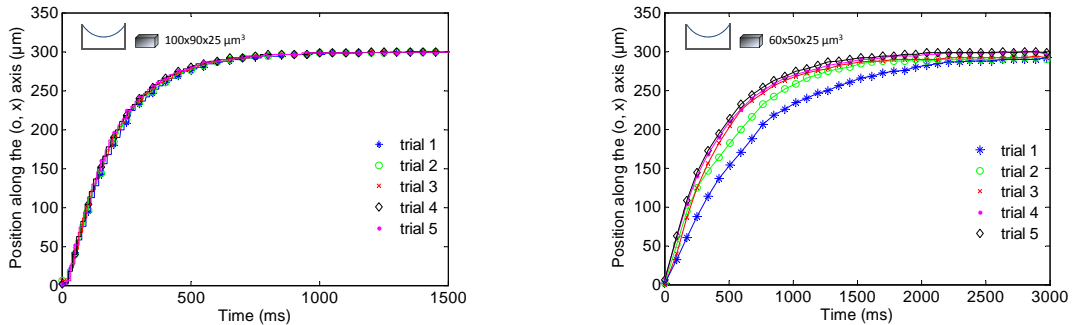 Position along the (o, x) axis (µm)
350
300
250
200
150
100
50
0
100x90x25 µm³
trial 1
trial 2
trial 3
trial 4
trial 5
0 500 1000 1500
Time (ms)
Position along the (o, x) axis (µm)
350
300
250
200
150
100
50
0
60x50x25 µm³
trial 1
trial 2
trial 3
trial 4
trial 5
0 500 1000 1500 2000 2500 3000
Time (ms)